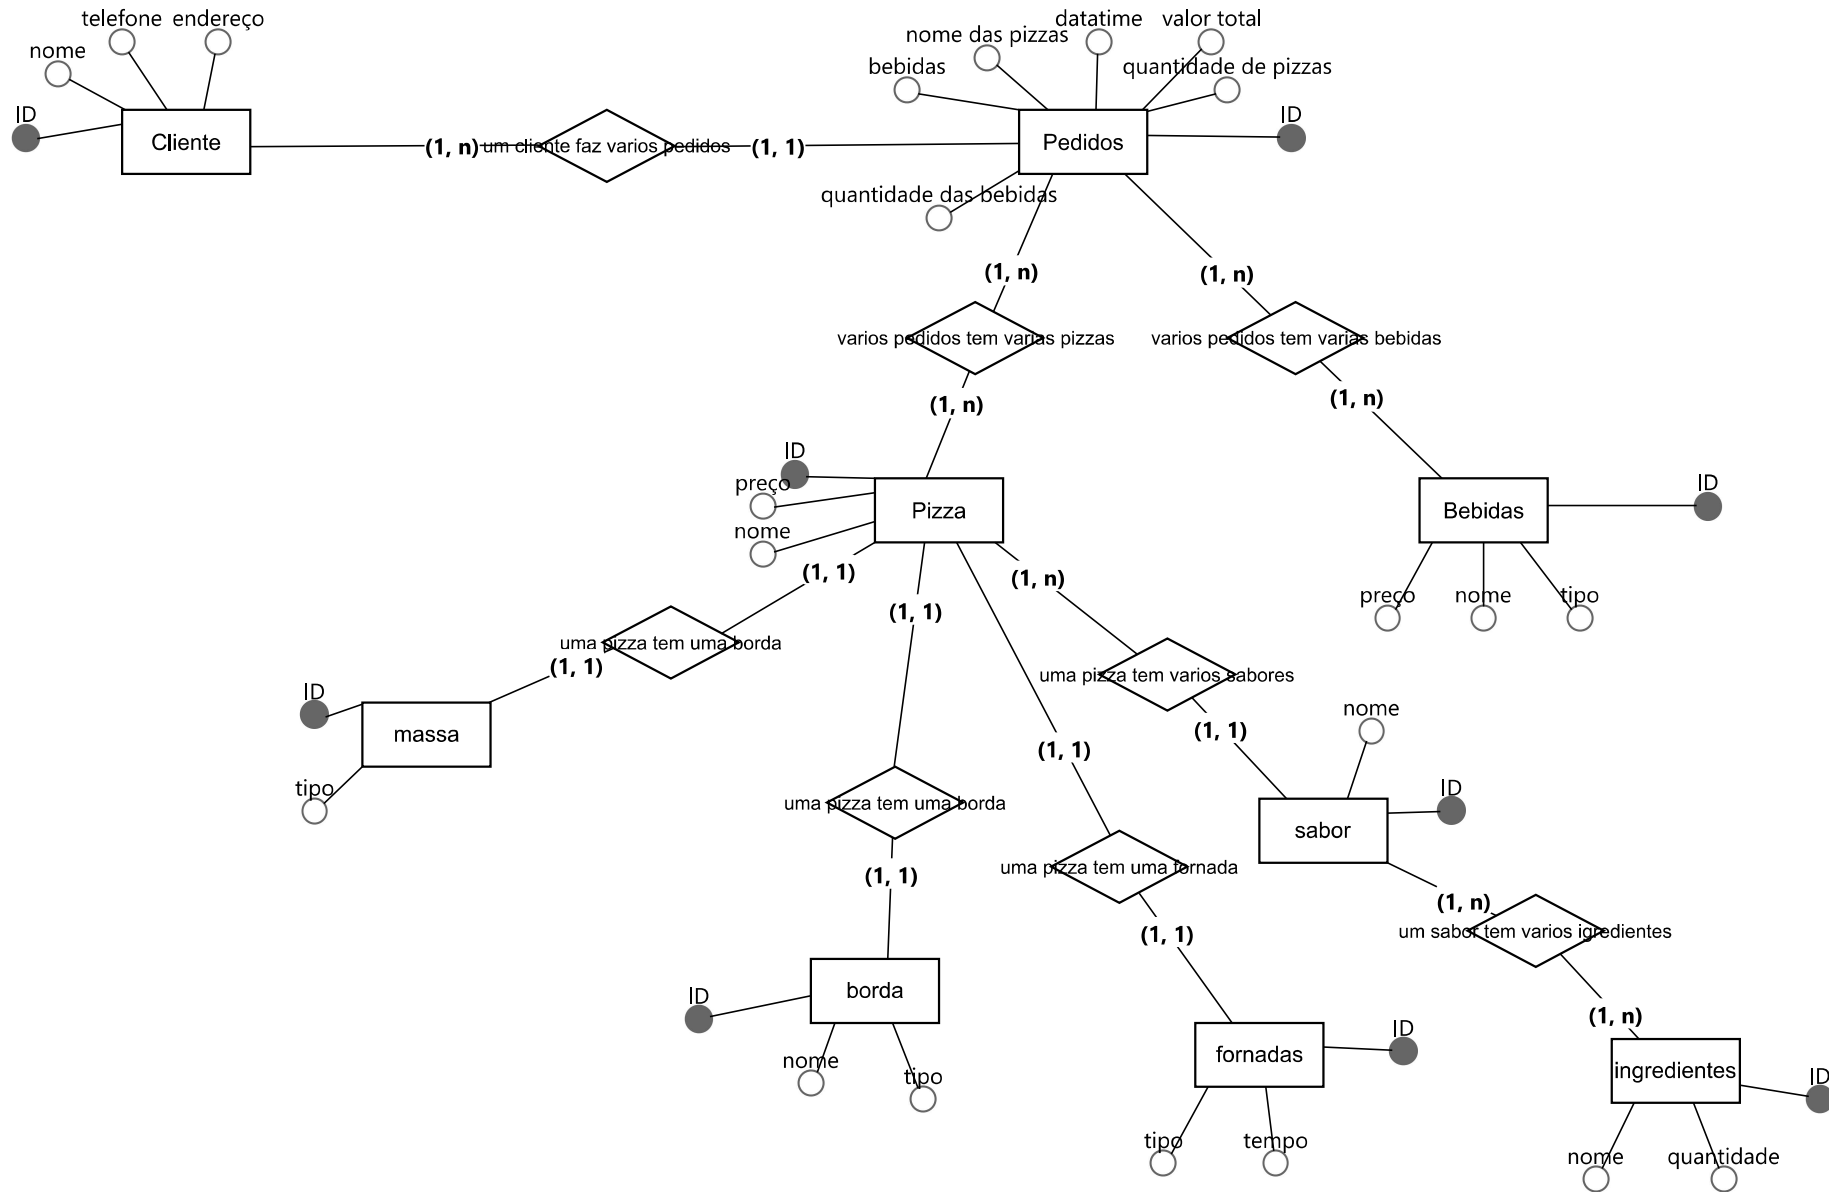 telefone
endereço
nome
ID
Cliente
(1, n)
um cliente faz varios pedidos
(1, 1)
datatime
valor total
nome das pizzas
bebidas
quantidade de pizzas
ID
Pedidos
quantidade das bebidas
(1, n)
(1, n)
varios pedidos tem varias pizzas
varios pedidos tem varias bebidas
(1, n)
(1, n)
ID
preço
nome
Pizza
ID
Bebidas
preço
nome
tipo
(1, 1)
(1, 1)
(1, n)
uma pizza tem uma borda
(1, 1)
uma pizza tem varios sabores
ID
massa
tipo
(1, 1)
(1, 1)
nome
ID
sabor
uma pizza tem uma borda
(1, 1)
uma pizza tem uma fornada
(1, 1)
(1, n)
um sabor tem varios igredientes
(1, n)
ID
borda
nome
tipo
ID
fornadas
tipo
tempo
ingredientes
ID
nome
quantidade